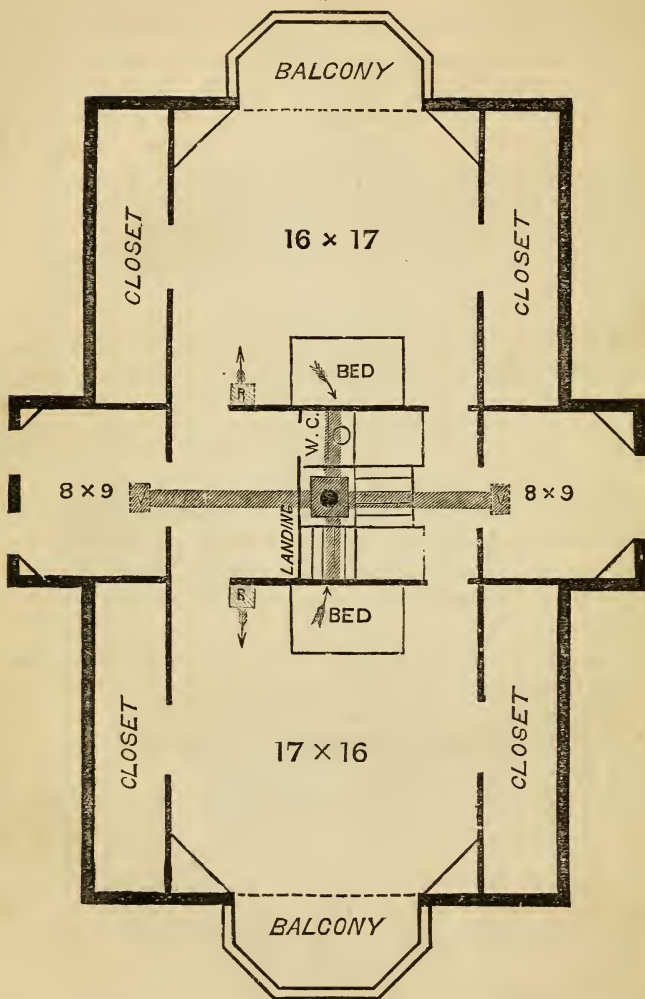 BALCONY
CLOSET
16 × 17
CLOSET
BED
R
W.C.
8 × 9
V
V
8 × 9
LANDING
R
BED
CLOSET
17 × 16
CLOSET
BALCONY